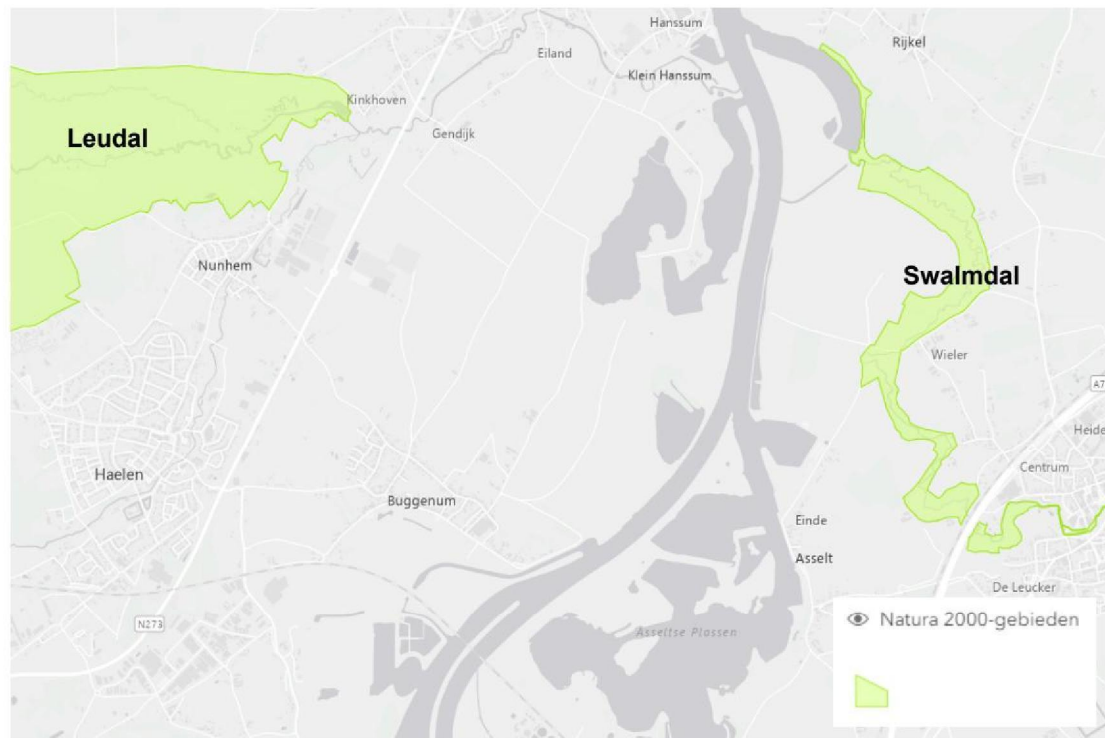 Hanssum
Rijkel
Eiland
Klein Hanssum
Kinkhoven
Gendijk
Leudal
Nunhem
Swalmdal
Wieler
A7
Heide
Centrum
Haelen
Buggenum
Einde
Asselt
De Leucker
N273
Asseltse Plassen
Natura 2000-gebieden